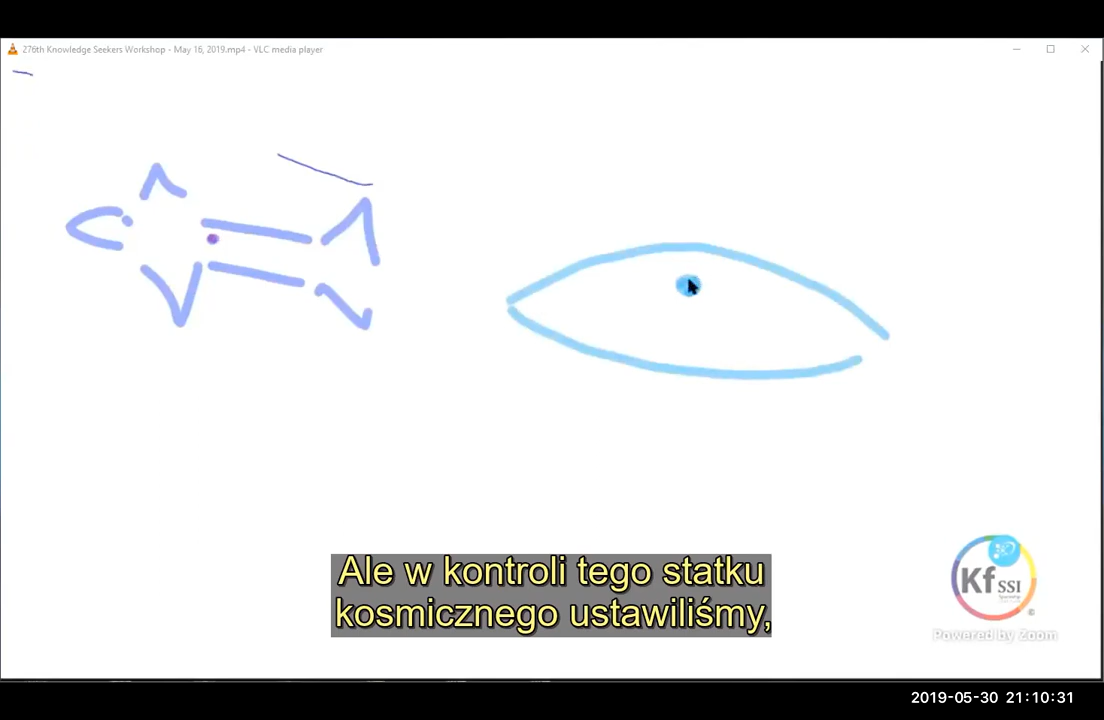 276th Knowledge Seekers Workshop - May 16, 2019.mp4 - VLC media player
Ale w kontroli tego statku
kosmicznego ustawiliśmy,
Kf SSI
Powered by Zoom
2019-05-30 21:10:31